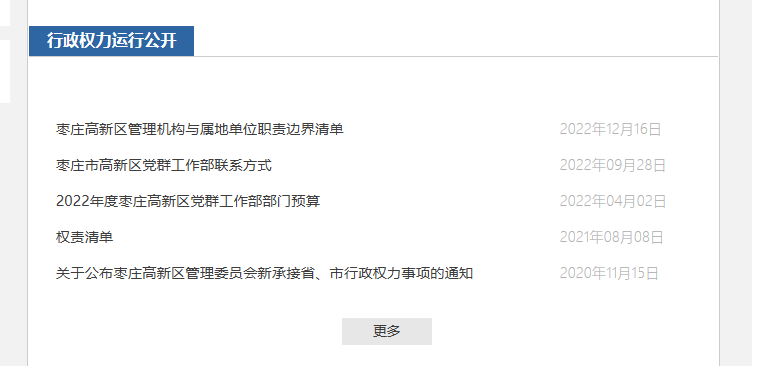 行政权力运行公开
枣庄高新区管理机构与属地单位职责边界清单 2022年12月16日
枣庄市高新区党群工作部联系方式 2022年09月28日
2022年度枣庄高新区党群工作部部门预算 2022年04月02日
权责清单 2021年08月08日
关于公布枣庄高新区管理委员会新承接省、市行政权力事项的通知 2020年11月15日
更多